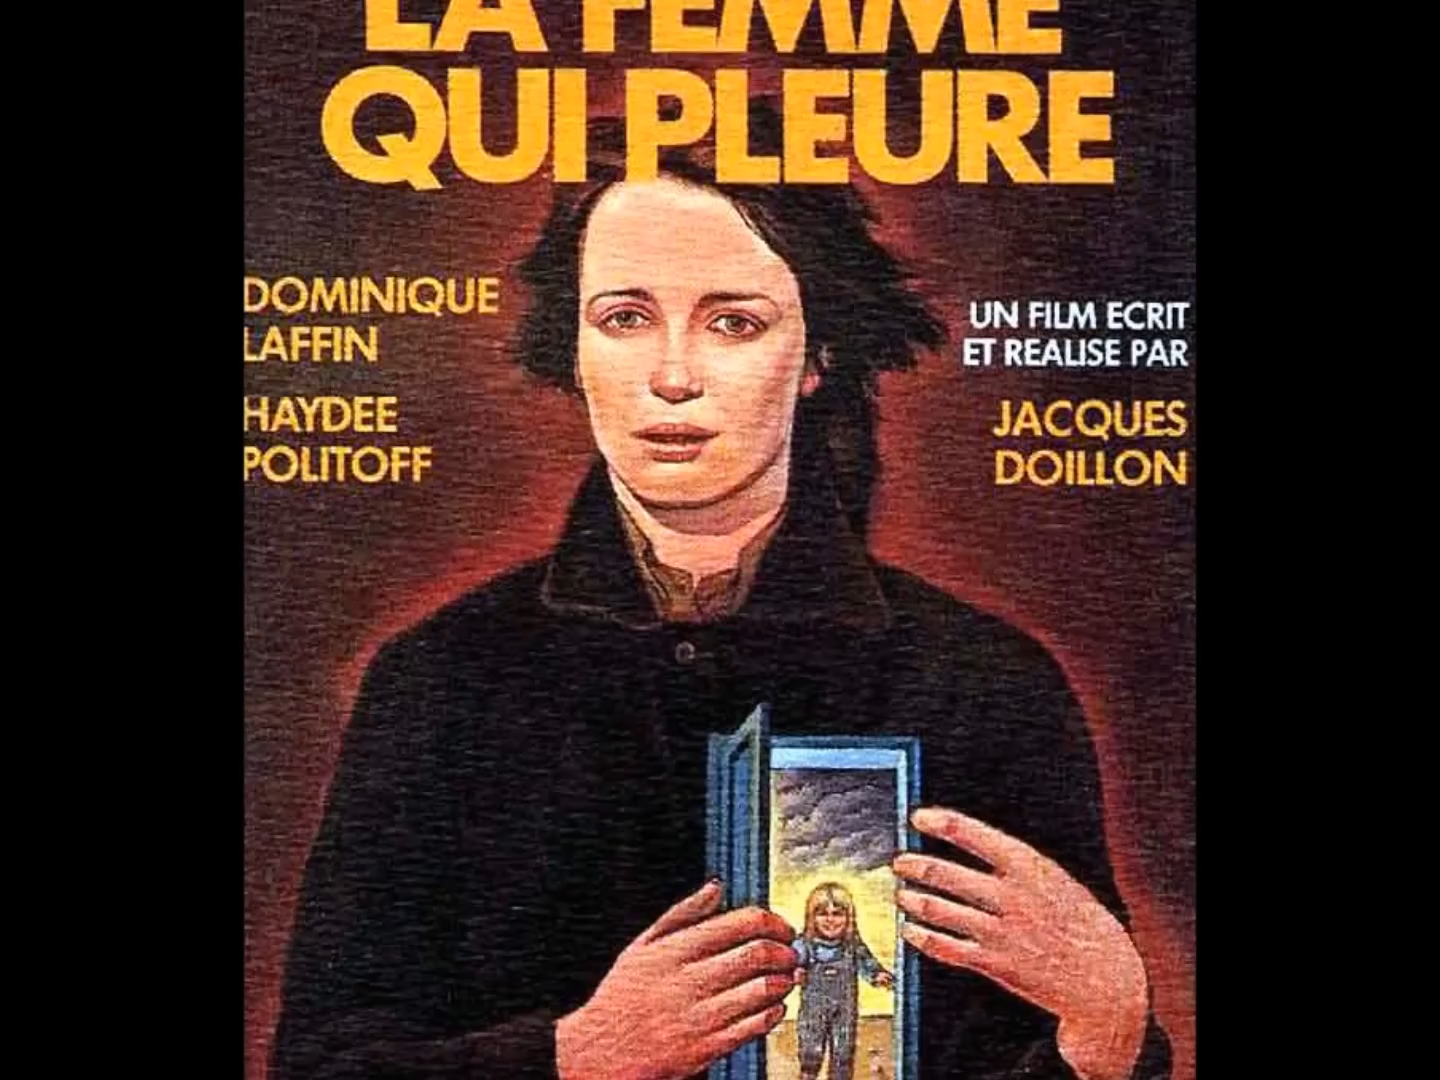 LA FEMME
QUI PLEURE
DOMINIQUE
LAFFIN
HAYDEE
POLITOFF
UN FILM ECRIT
ET REALISE PAR
JACQUES
DOILLON